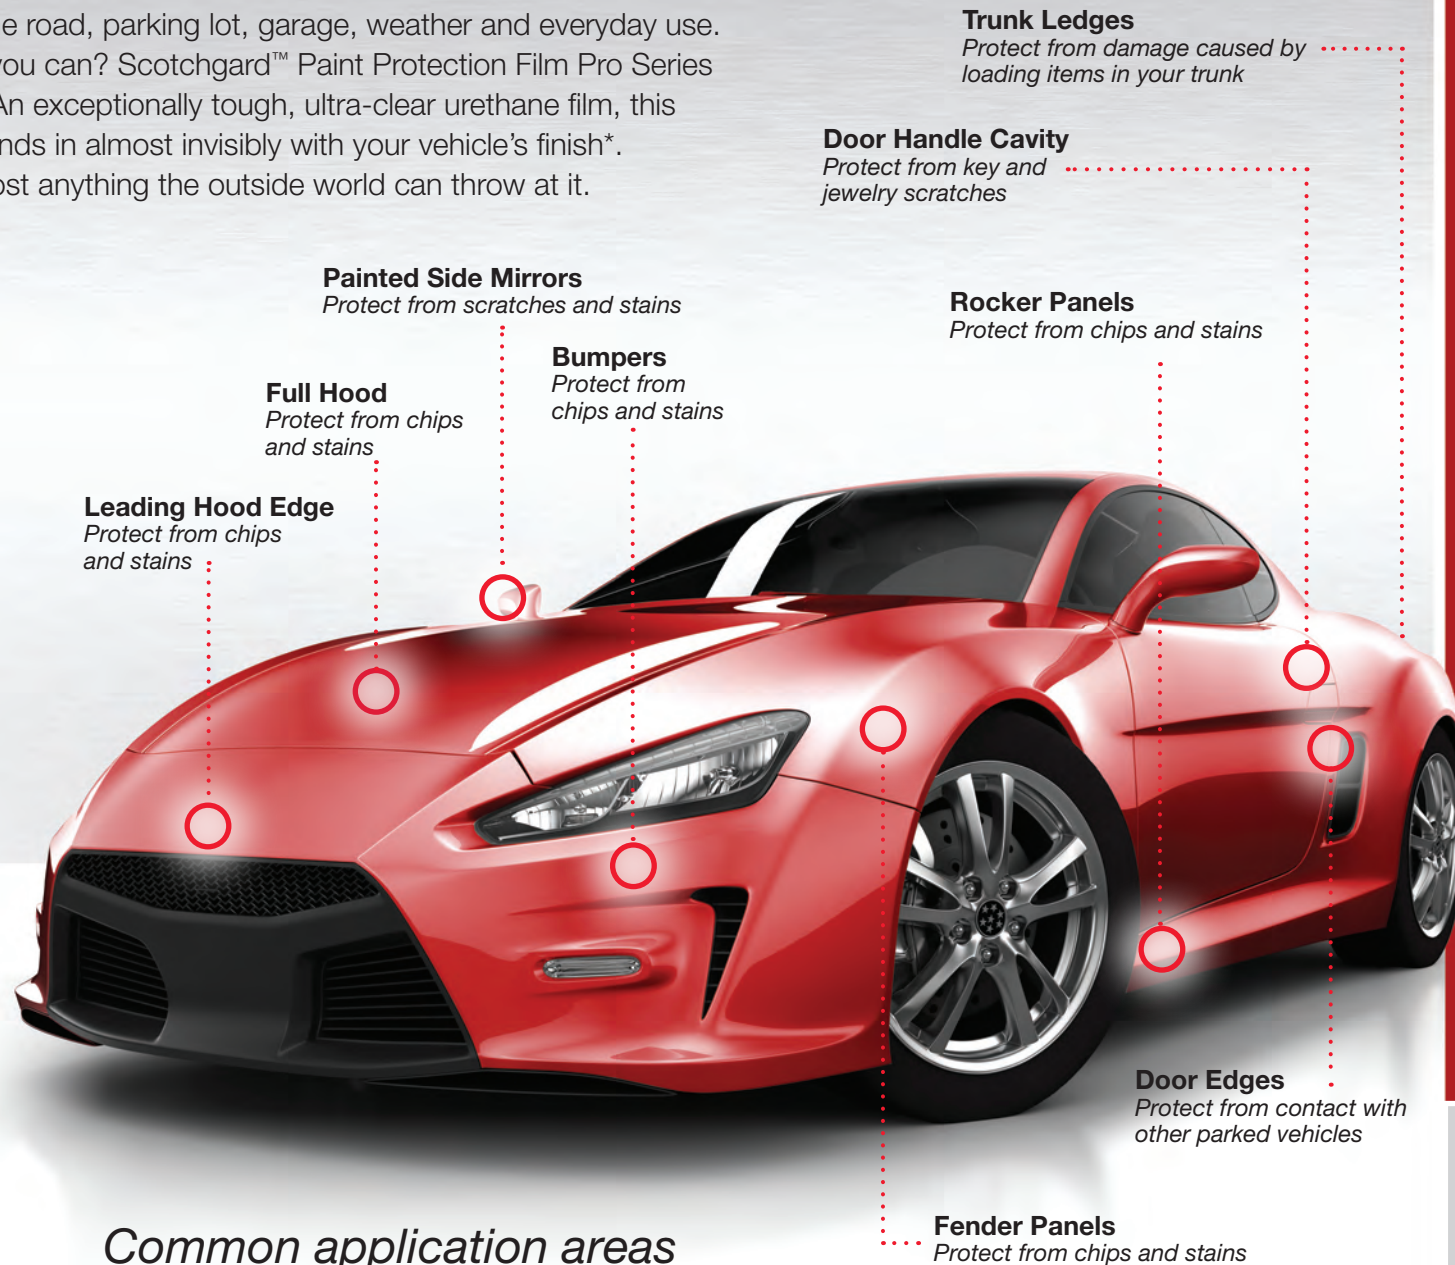 e road, parking lot, garage, weather and everyday use.
you can? Scotchgard™ Paint Protection Film Pro Series
An exceptionally tough, ultra-clear urethane film, this
nds in almost invisibly with your vehicle's finish*.
ost anything the outside world can throw at it.
Trunk Ledges
Protect from damage caused by
loading items in your trunk
Door Handle Cavity
Protect from key and
jewelry scratches
Painted Side Mirrors
Protect from scratches and stains
Rocker Panels
Protect from chips and stains
Bumpers
Protect from
chips and stains
Full Hood
Protect from chips
and stains
Leading Hood Edge
Protect from chips
and stains
Door Edges
Protect from contact with
other parked vehicles
Fender Panels
Protect from chips and stains
Common application areas